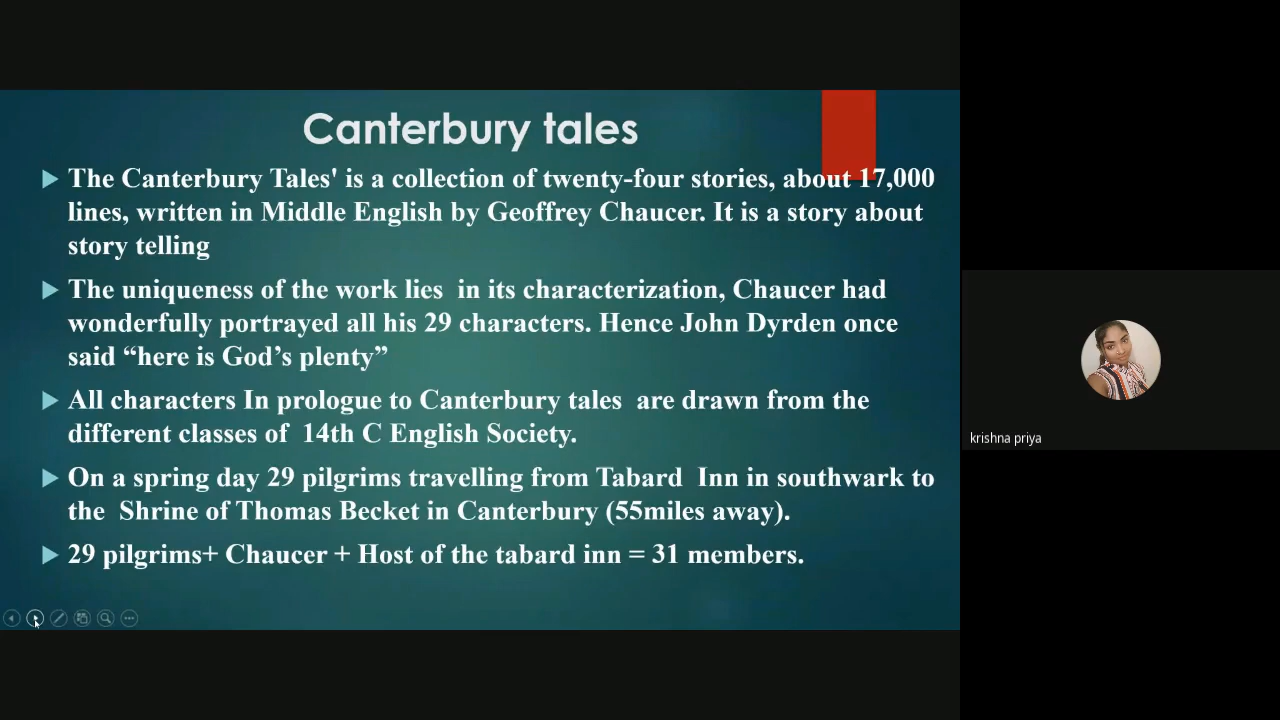 Canterbury tales
The Canterbury Tales' is a collection of twenty-four stories, about 17,000
lines, written in Middle English by Geoffrey Chaucer. It is a story about
story telling
The uniqueness of the work lies  in its characterization, Chaucer had
wonderfully portrayed all his 29 characters. Hence John Dyrden once
said “here is God’s plenty”
All characters In prologue to Canterbury tales  are drawn from the
different classes of  14th C English Society.
On a spring day 29 pilgrims travelling from Tabard  Inn in southwark to
the  Shrine of Thomas Becket in Canterbury (55miles away).
29 pilgrims+ Chaucer + Host of the tabard inn = 31 members.
krishna priya